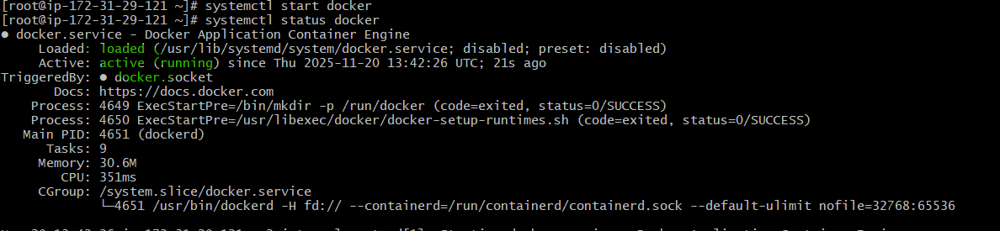 [root@ip-172-31-29-121 ~]# systemctl start docker
[root@ip-172-31-29-121 ~]# systemctl status docker
● docker.service - Docker Application Container Engine
     Loaded: loaded (/usr/lib/systemd/system/docker.service; disabled; preset: disabled)
     Active: active (running) since Thu 2025-11-20 13:42:26 UTC; 21s ago
TriggeredBy: ● docker.socket
       Docs: https://docs.docker.com
    Process: 4649 ExecStartPre=/bin/mkdir -p /run/docker (code=exited, status=0/SUCCESS)
    Process: 4650 ExecStartPre=/usr/libexec/docker/docker-setup-runtimes.sh (code=exited, status=0/SUCCESS)
   Main PID: 4651 (dockerd)
      Tasks: 9
     Memory: 30.6M
        CPU: 351ms
     CGroup: /system.slice/docker.service
             └─4651 /usr/bin/dockerd -H fd:// --containerd=/run/containerd/containerd.sock --default-ulimit nofile=32768:65536